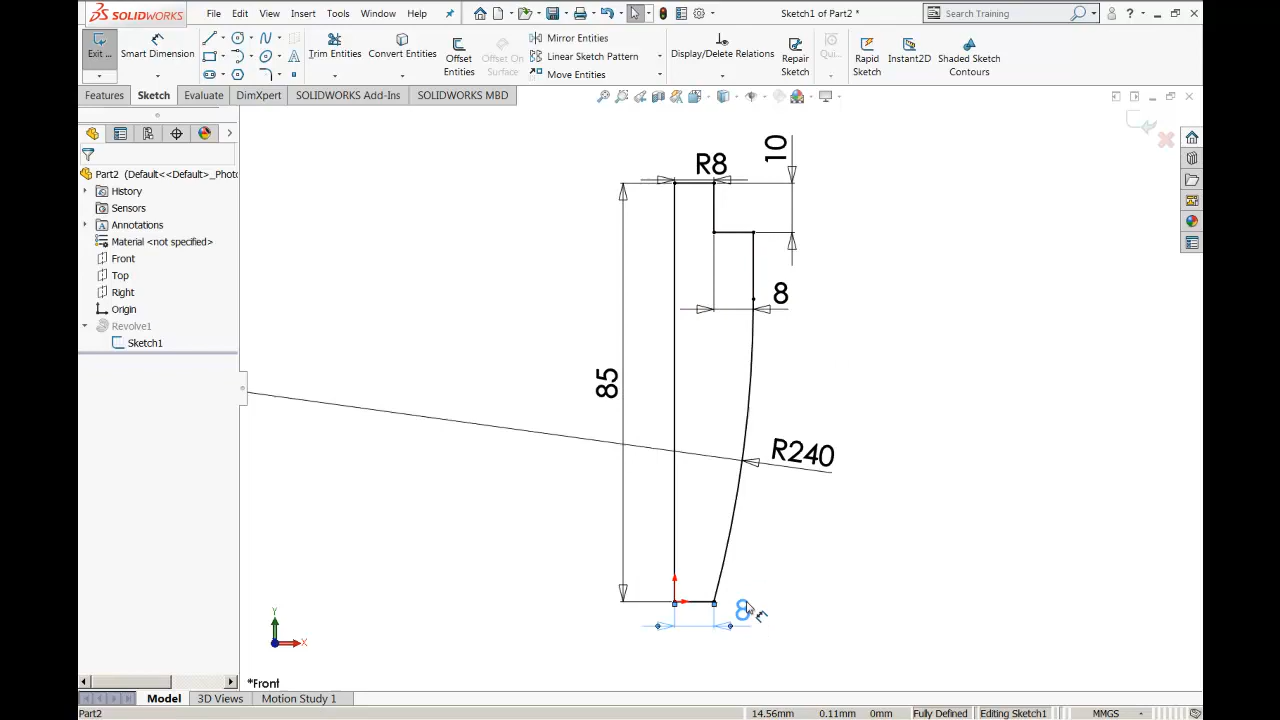 SOLIDWORKS File Edit View Insert Tools Window Help Sketch1 of Part2 * Search Training ?
Exit ... Smart Dimension Trim Entities Convert Entities Offset Entities Offset On Surface Mirror Entities Linear Sketch Pattern Move Entities Display/Delete Relations Repair Sketch Qui... Rapid Sketch Instant2D Shaded Sketch Contours
Features Sketch Evaluate DimXpert SOLIDWORKS Add-Ins SOLIDWORKS MBD
Part2 (Default<<Default>_Photo
History
Sensors
Annotations
Material <not specified>
Front
Top
Right
Origin
Revolve1
Sketch1
R8
10
8
85
R240
8
Y
X
*Front
Model 3D Views Motion Study 1
Part2 14.56mm 0.11mm 0mm Fully Defined Editing Sketch1 MMGS